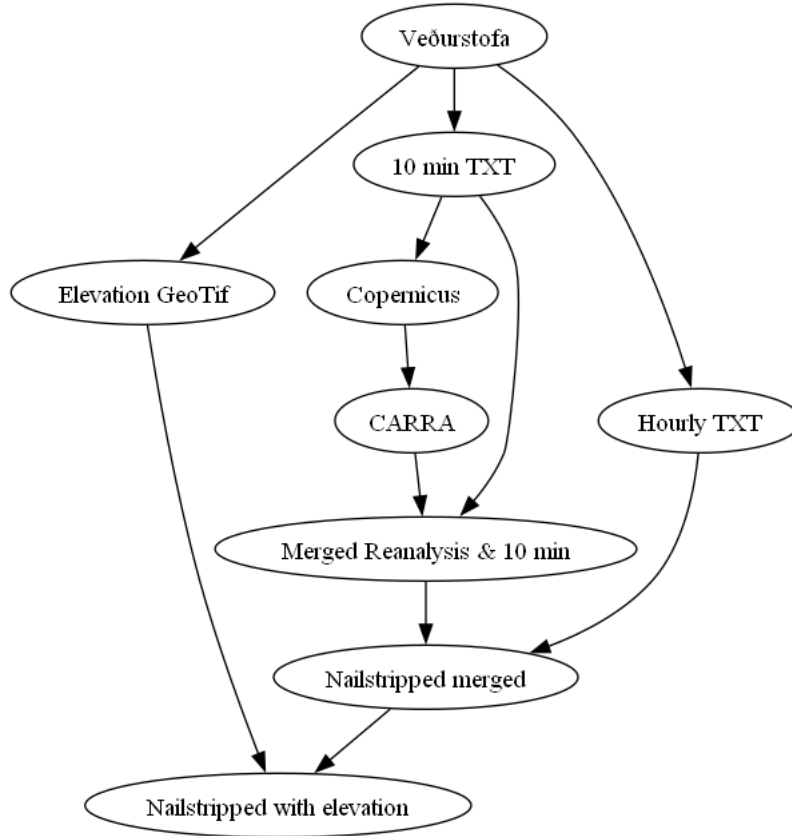 Veðurstofa
10 min TXT
Elevation GeoTif
Copernicus
CARRA
Hourly TXT
Merged Reanalysis & 10 min
Nailstripped merged
Nailstripped with elevation